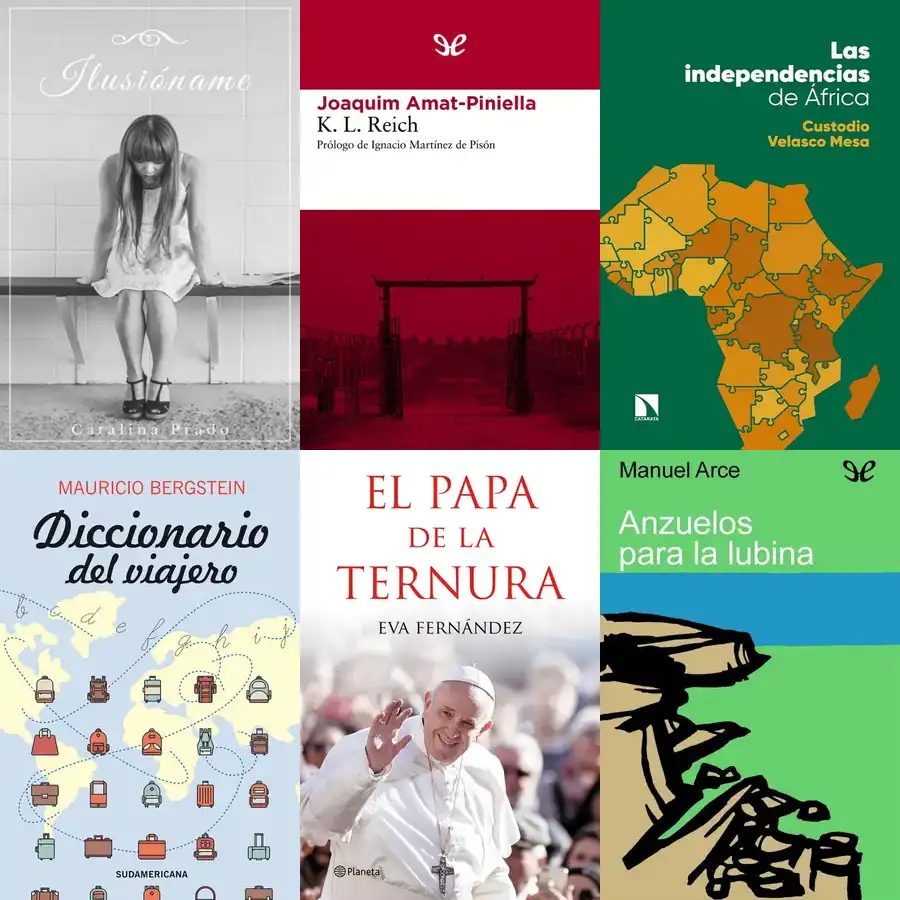 Ilusióname
Catalina Prado
Joaquim Amat-Piniella
K. L. Reich
Prólogo de Ignacio Martínez de Pisón
Las
independencias
de África
Custodio
Velasco Mesa
CATARATA
MAURICIO BERGSTEIN
Diccionario
del viajero
b c d e f g h i j
SUDAMERICANA
EL PAPA
DE LA
TERNURA
EVA FERNÁNDEZ
Planeta
Manuel Arce
Anzuelos
para la lubina